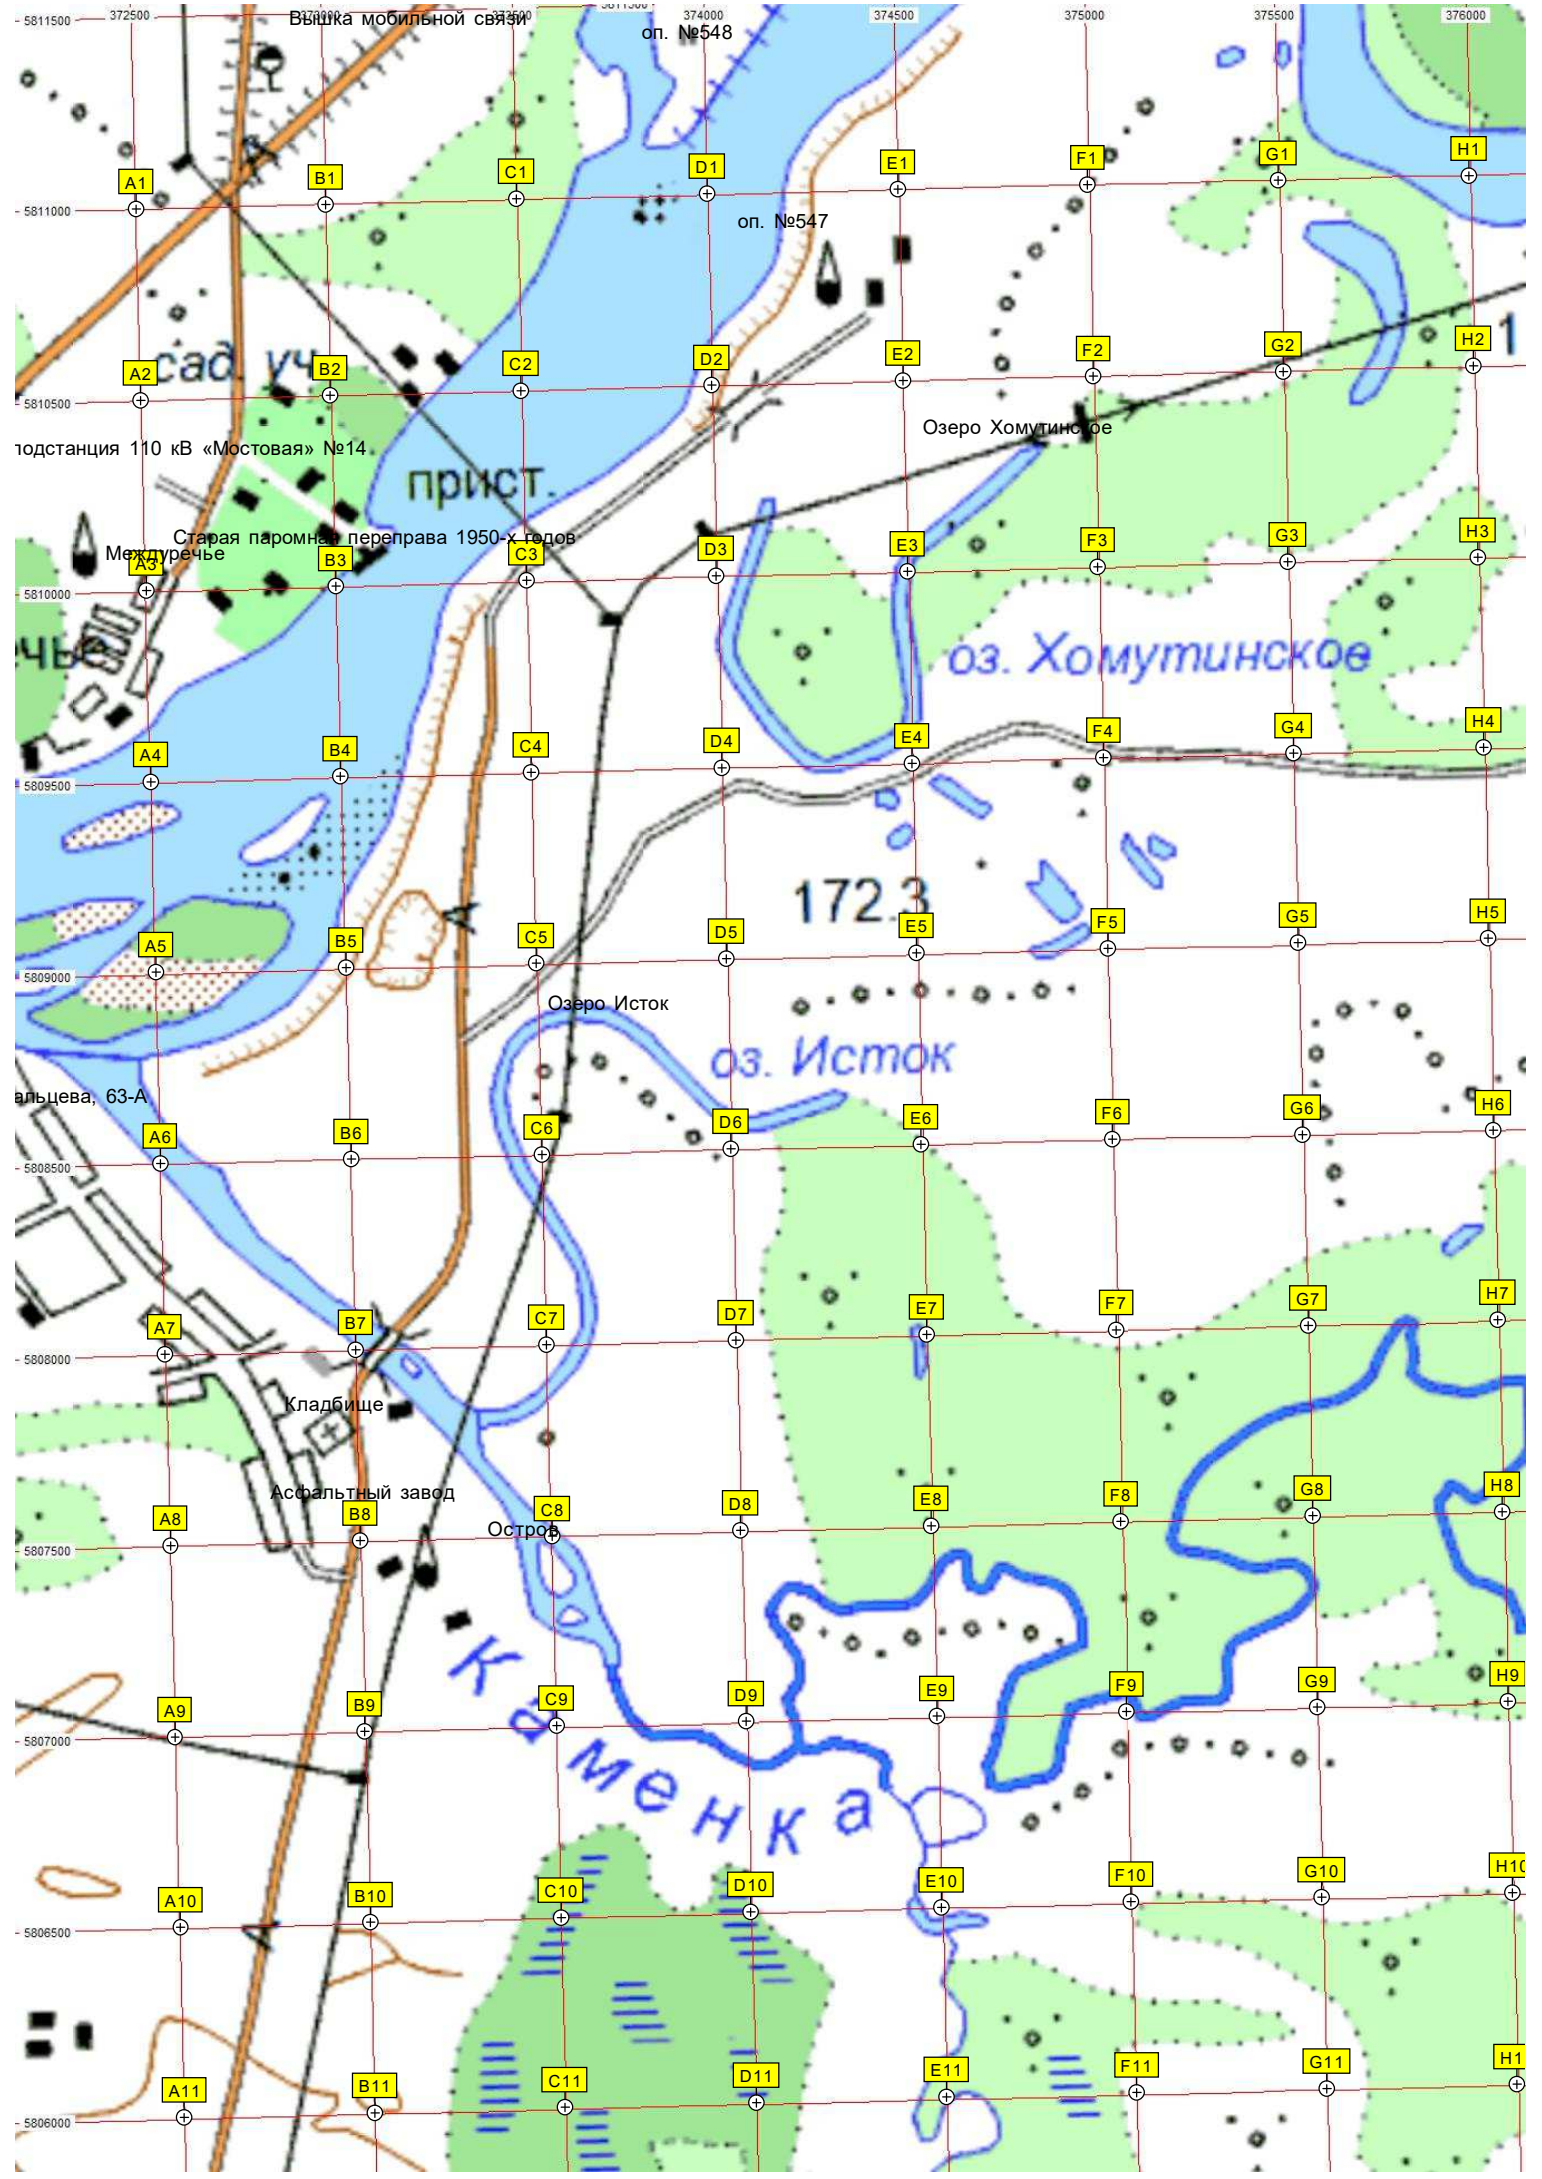 372500
373500
374000
374500
375000
375500
376000
5811500
Вышка мобильной связи
оп. №548
A1
B1
C1
D1
E1
F1
G1
H1
5811000
оп. №547
сад. уч.
A2
B2
C2
D2
E2
F2
G2
H2
1
5810500
Озеро Хомутинское
подстанция 110 кВ «Мостовая» №14
прист.
Старая паромная переправа 1950-х годов
Междуречье
A3
B3
C3
D3
E3
F3
G3
H3
5810000
чье
оз. Хомутинское
A4
B4
C4
D4
E4
F4
G4
H4
5809500
172.3
A5
B5
C5
D5
E5
F5
G5
H5
5809000
Озеро Исток
оз. Исток
альцева, 63-А
A6
B6
C6
D6
E6
F6
G6
H6
5808500
A7
B7
C7
D7
E7
F7
G7
H7
5808000
Кладбище
Асфальтный завод
A8
B8
C8
D8
E8
F8
G8
H8
Остров
5807500
A9
B9
C9
D9
E9
F9
G9
H9
5807000
Каменка
A10
B10
C10
D10
E10
F10
G10
H10
5806500
A
A11
B11
C11
D11
E11
F11
G11
H1
5806000